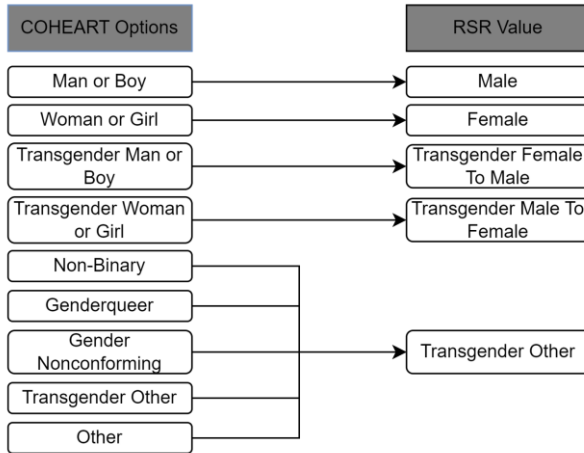 COHEART Options
RSR Value
Man or Boy
Male
Woman or Girl
Female
Transgender Man or
Boy
Transgender Female
To Male
Transgender Woman
or Girl
Transgender Male To
Female
Non-Binary
Genderqueer
Gender
Nonconforming
Transgender Other
Transgender Other
Other